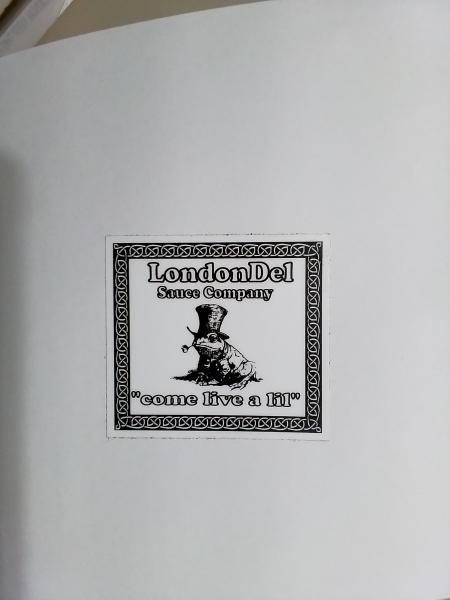 LondonDel
Sauce Company
"come live a lil"